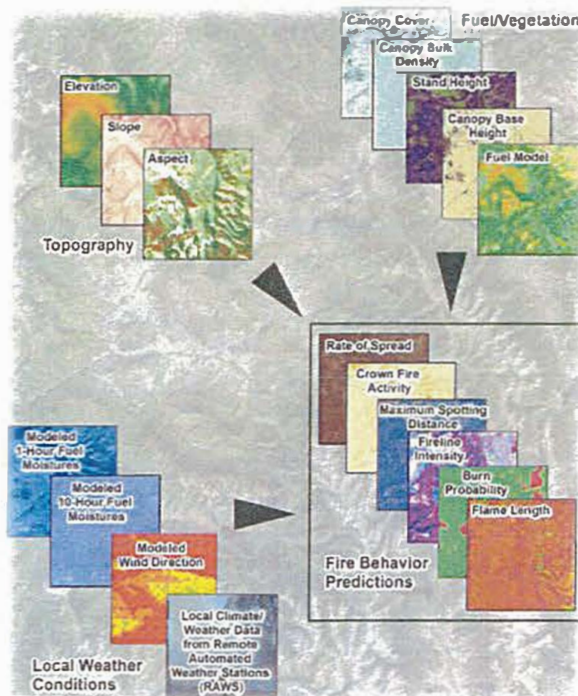 Canopy Cover
Fuel/Vegetation
Canopy Bulk
Density
Stand Height
Canopy Base
Height
Fuel Model
Elevation
Slope
Aspect
Topography
Rate of Spread
Crown Fire
Activity
Maximum Spotting
Distance
Fireline
Intensity
Burn
Probability
Flame Length
Fire Behavior
Predictions
Modeled
1-Hour Fuel
Moistures
Modeled
10-Hour Fuel
Moistures
Modeled
Wind Direction
Local Climate/
Weather Data
from Remote
Automated
Weather Stations
(RAWS)
Local Weather
Conditions